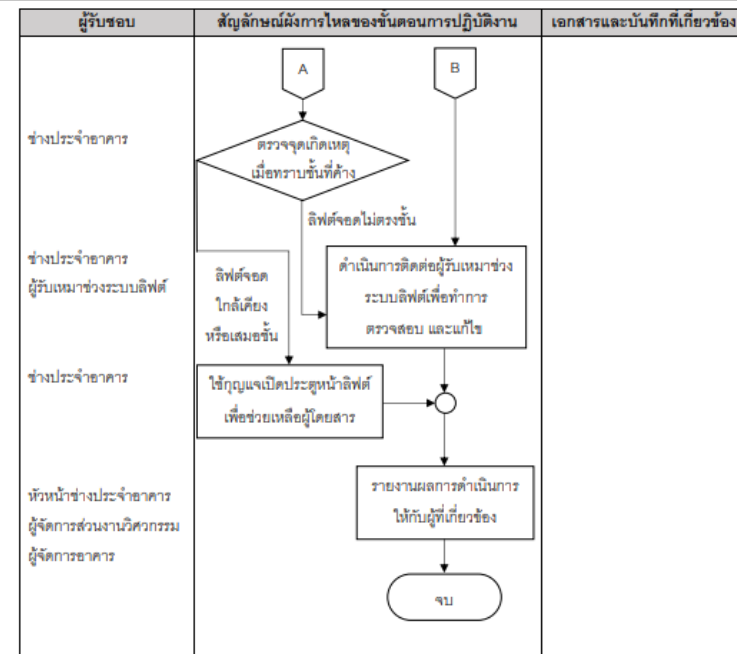 ผู้รับชอบ
สัญลักษณ์ผังการไหลของขั้นตอนการปฏิบัติงาน
เอกสารและบันทึกที่เกี่ยวข้อง
A
B
ช่างประจำอาคาร
ตรวจจุดเกิดเหตุ
เมื่อทราบชั้นที่ค้าง
ลิฟต์จอดไม่ตรงชั้น
ช่างประจำอาคาร
ผู้รับเหมาช่วงระบบลิฟต์
ลิฟต์จอด
ใกล้เคียง
หรือเสมอชั้น
ดำเนินการติดต่อผู้รับเหมาช่วง
ระบบลิฟต์เพื่อทำการ
ตรวจสอบ และแก้ไข
ช่างประจำอาคาร
ใช้กุญแจเปิดประตูหน้าลิฟต์
เพื่อช่วยเหลือผู้โดยสาร
หัวหน้าช่างประจำอาคาร
ผู้จัดการส่วนงานวิศวกรรม
ผู้จัดการอาคาร
รายงานผลการดำเนินการ
ให้กับผู้ที่เกี่ยวข้อง
จบ